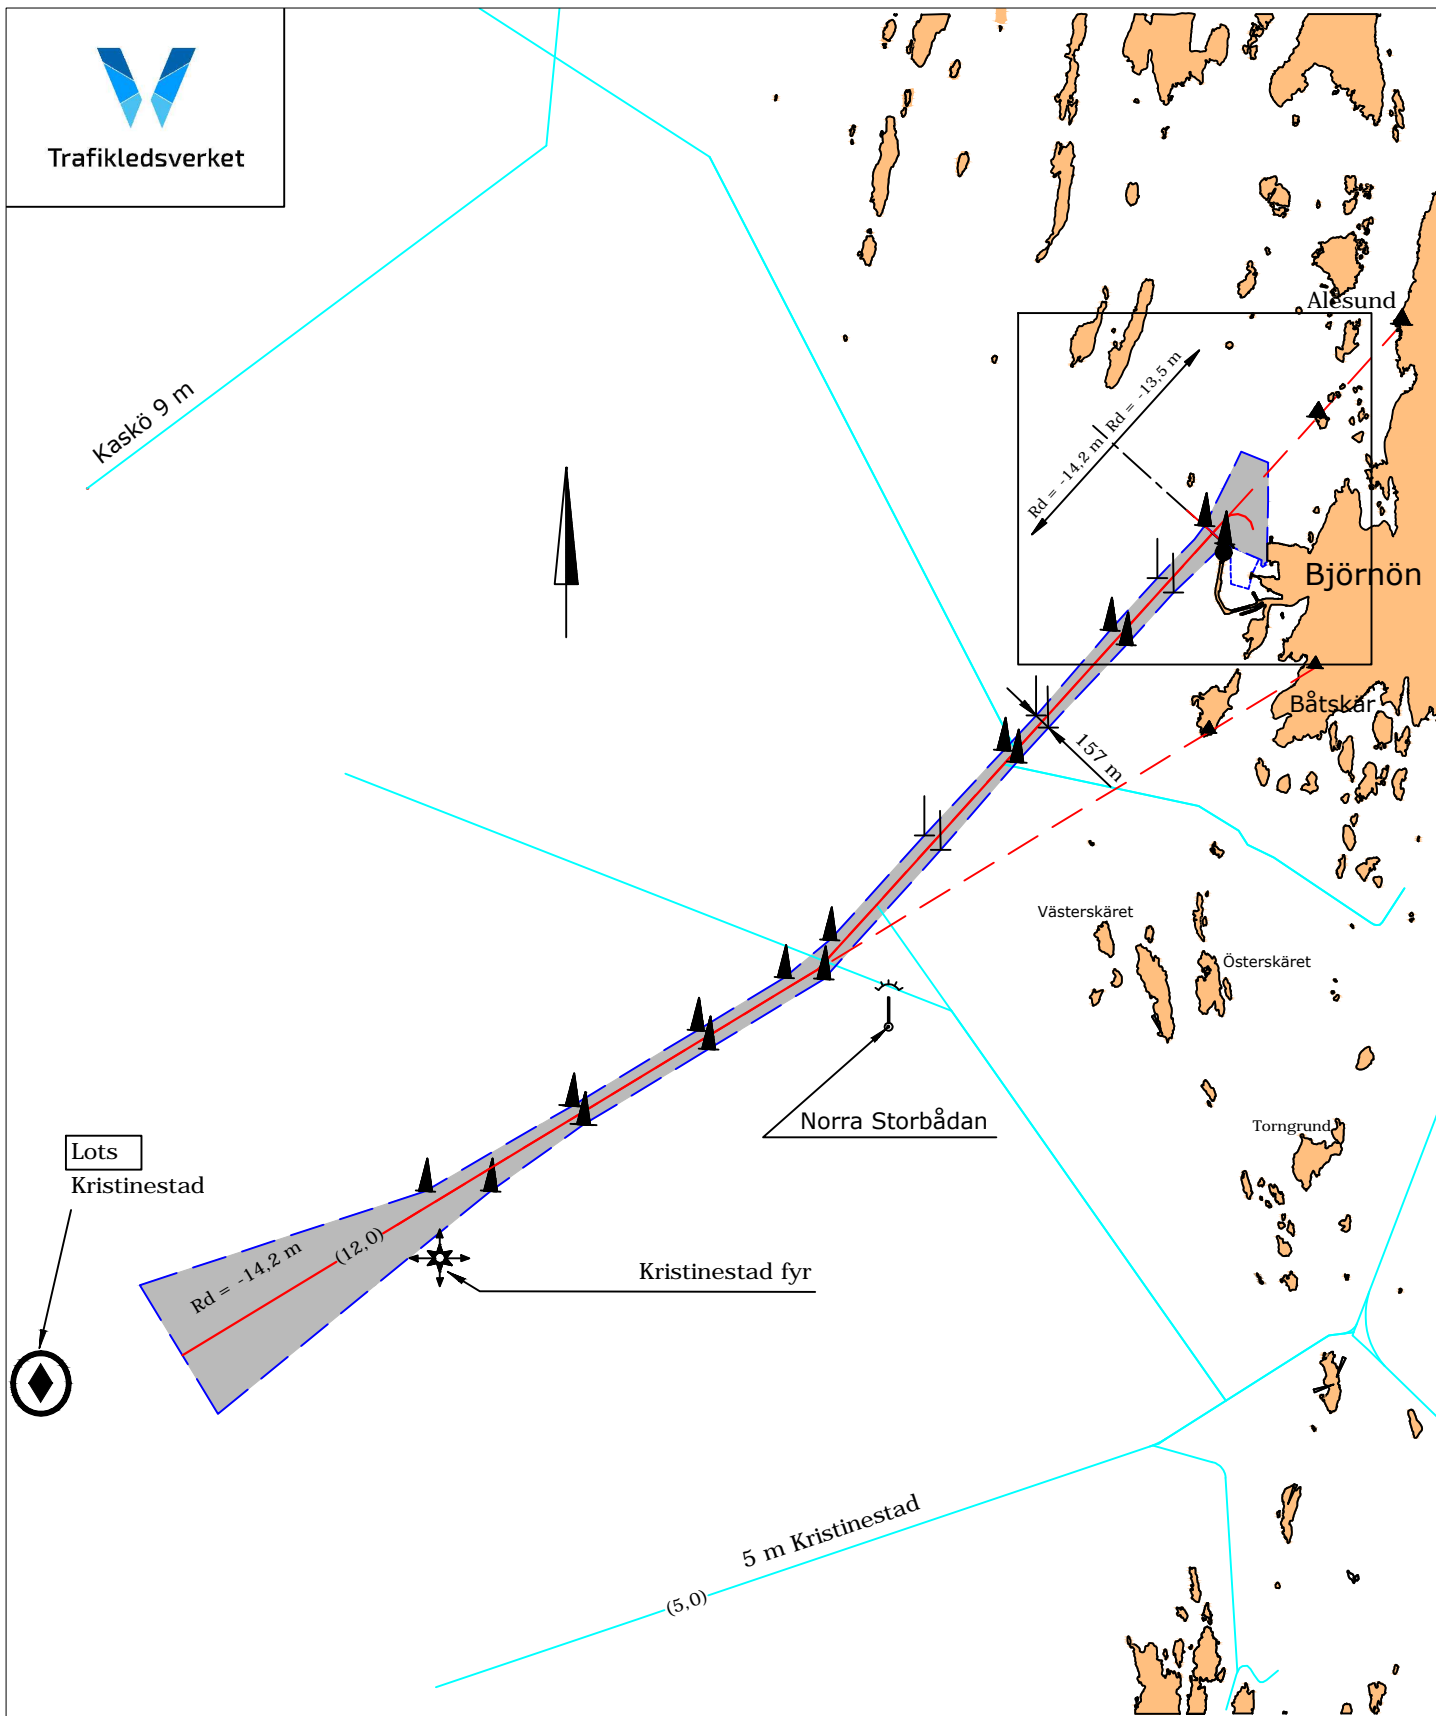 Trafikledsverket
Alesund
Kaskö 9 m
Rd = -13,5 m
Rd = -14,2 m
Björnön
Båtskär
157 m
Västerskäret
Österskäret
Norra Storbådan
Torngrund
Lots
Kristinestad
(12,0)
Rd = -14,2 m
Kristinestad fyr
5 m Kristinestad
(5,0)